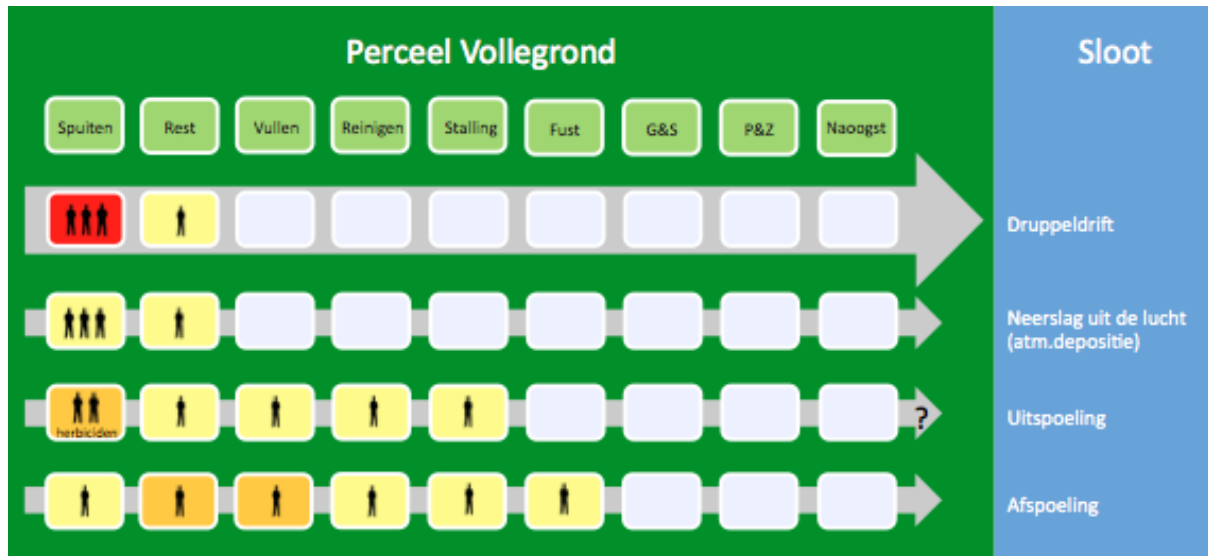 Perceel Vollegrond
Sloot
Spuiten
Rest
Vullen
Reinigen
Stalling
Fust
G&S
P&Z
Naoogst
Druppeldrift
Neerslag uit de lucht
(atm.depositie)
herbiciden
?
Uitspoeling
Afspoeling